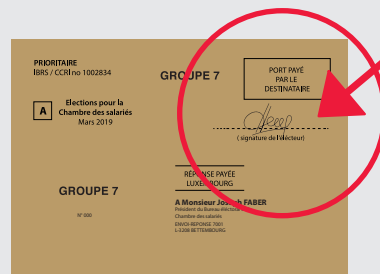 PRIORITAIRE
IBRS / CCRI no 1002834
GROUPE 7
PORT PAYÉ
PAR LE
DESTINATAIRE
A
Elections pour la
Chambre des salariés
Mars 2019
( signature de l'électeur)
RÉPONSE PAYÉE
LUXEMBOURG
GROUPE 7
N° 000
A Monsieur Joseph FABER
Président du Bureau électoral
Chambre des salariés
ENVOI-REPONSE 7001
L-3208 BETTEMBOURG